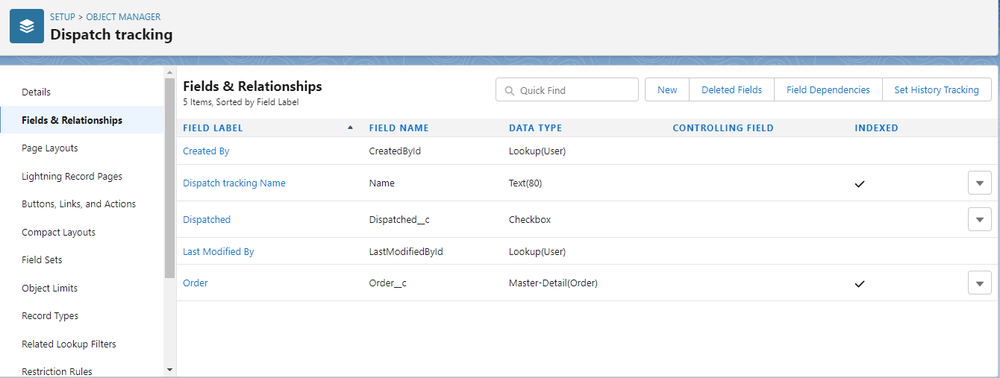 SETUP > OBJECT MANAGER
Dispatch tracking
Details
Fields & Relationships
Page Layouts
Lightning Record Pages
Buttons, Links, and Actions
Compact Layouts
Field Sets
Object Limits
Record Types
Related Lookup Filters
Restriction Rules
Fields & Relationships
5 Items, Sorted by Field Label
Quick Find
New Deleted Fields Field Dependencies Set History Tracking
FIELD LABEL FIELD NAME DATA TYPE CONTROLLING FIELD INDEXED
Created By CreatedById Lookup(User)
Dispatch tracking Name Name Text(80)
Dispatched Dispatched__c Checkbox
Last Modified By LastModifiedById Lookup(User)
Order Order__c Master-Detail(Order)